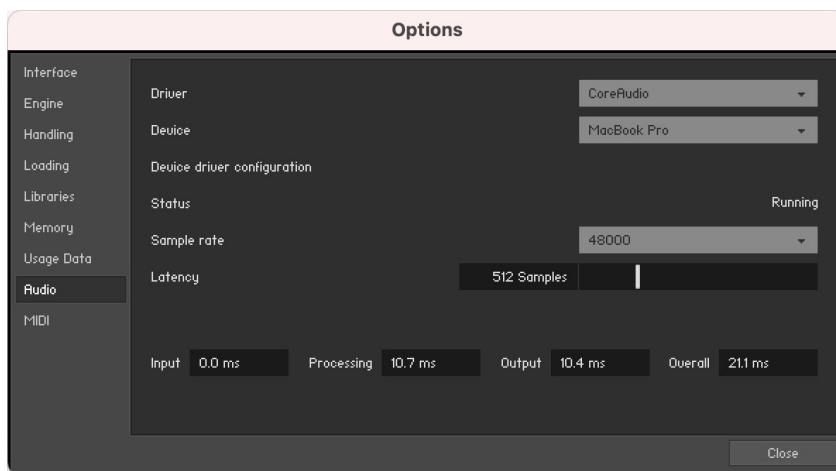 Options
Interface
Engine
Handling
Loading
Libraries
Memory
Usage Data
Audio
MIDI
Driver CoreAudio
Device MacBook Pro
Device driver configuration
Status Running
Sample rate 48000
Latency 512 Samples
Input 0.0 ms Processing 10.7 ms Output 10.4 ms Overall 21.1 ms
Close